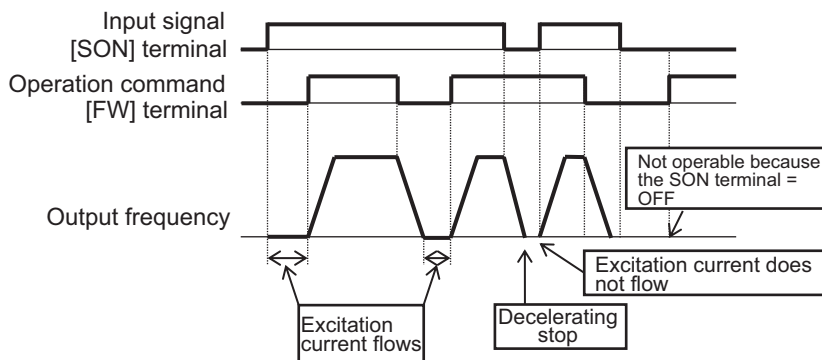 Input signal
[SON] terminal
Operation command
[FW] terminal
Output frequency
Not operable because
the SON terminal =
OFF
Excitation current does
not flow
Excitation
current flows
Decelerating
stop